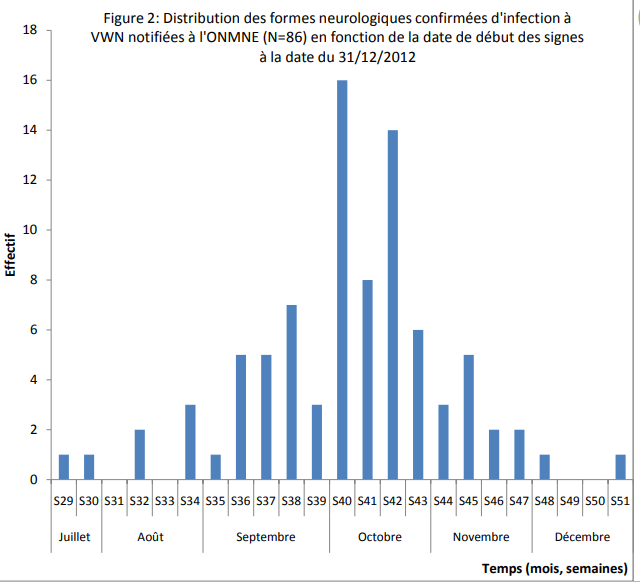 Figure 2: Distribution des formes neurologiques confirmées d'infection à
VWN notifiées à l'ONMNE (N=86) en fonction de la date de début des signes
à la date du 31/12/2012
Effectif
18
16
14
12
10
8
6
4
2
0
S29 S30 S31 S32 S33 S34 S35 S36 S37 S38 S39 S40 S41 S42 S43 S44 S45 S46 S47 S48 S49 S50 S51
Juillet Août Septembre Octobre Novembre Décembre
Temps (mois, semaines)